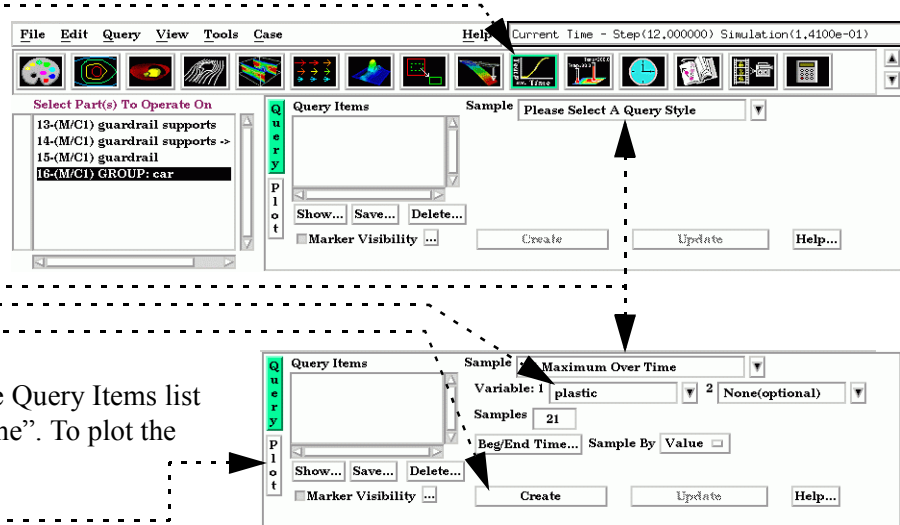 File Edit Query View Tools Case Help Current Time - Step(12.000000) Simulation(1.4100e-01)
Select Part(s) To Operate On
13-(M/C1) guardrail supports
14-(M/C1) guardrail supports ->
15-(M/C1) guardrail
16-(M/C1) GROUP: car
Query
Plot
Query Items
Sample Please Select A Query Style
Show... Save... Delete...
Marker Visibility ...
Create Update Help...
e Query Items list
ne”. To plot the
Query
Plot
Query Items
Sample Maximum Over Time
Variable: 1 plastic 2 None(optional)
Samples 21
Beg/End Time... Sample By Value
Show... Save... Delete...
Marker Visibility ...
Create Update Help...